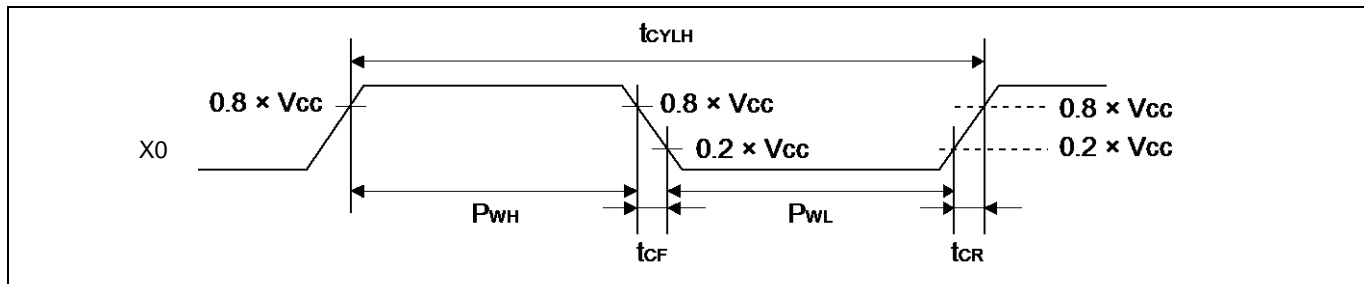 tCYLH
0.8 × VCC
0.8 × VCC
0.8 × VCC
X0
0.2 × VCC
0.2 × VCC
PWH
PWL
tCF
tCR